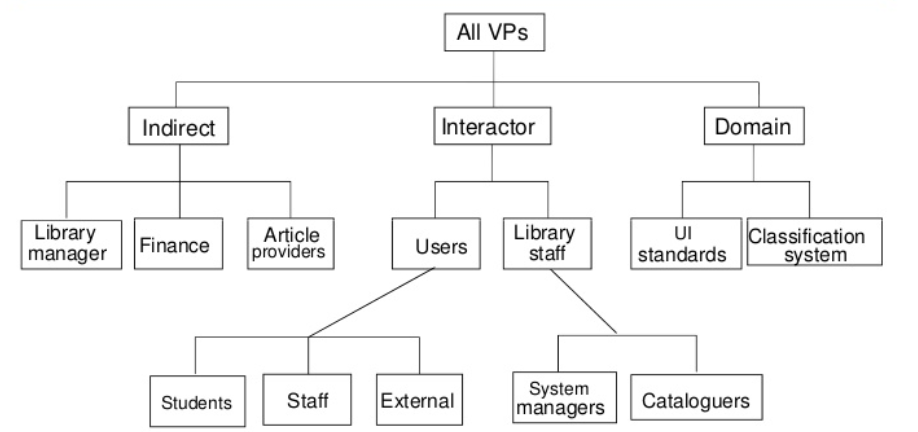 All VPs
Indirect
Interactor
Domain
Library
manager
Finance
Article
providers
Users
Library
staff
UI
standards
Classification
system
Students
Staff
External
System
managers
Cataloguers